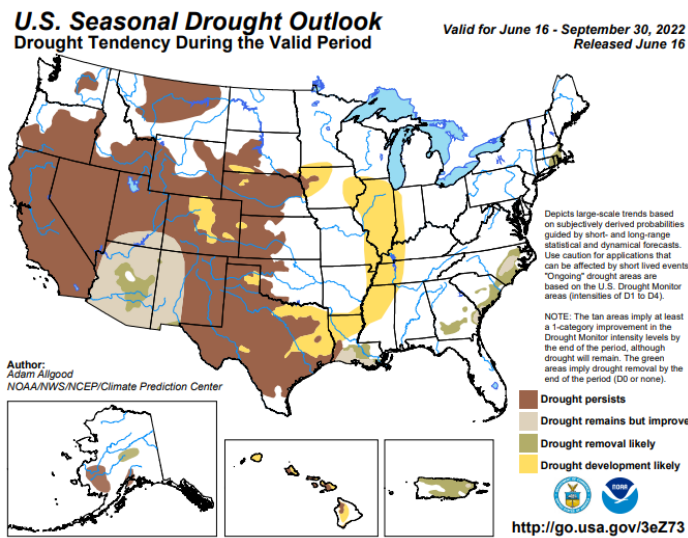 U.S. Seasonal Drought Outlook
Drought Tendency During the Valid Period
Valid for June 16 - September 30, 2022
Released June 16
Depicts large-scale trends based
on subjectively derived probabilities
guided by short- and long-range
statistical and dynamical forecasts.
Use caution for applications that
can be affected by short lived events
"Ongoing" drought areas are
based on the U.S. Drought Monitor
areas (intensities of D1 to D4).
NOTE: The tan areas imply at least
a 1-category improvement in the
Drought Monitor intensity levels by
the end of the period, although
drought will remain. The green
areas imply drought removal by the
end of the period (D0 or none).
Author:
Adam Allgood
NOAA/NWS/NCEP/Climate Prediction Center
Drought persists
Drought remains but improve
Drought removal likely
Drought development likely
NOAA
http://go.usa.gov/3eZ73